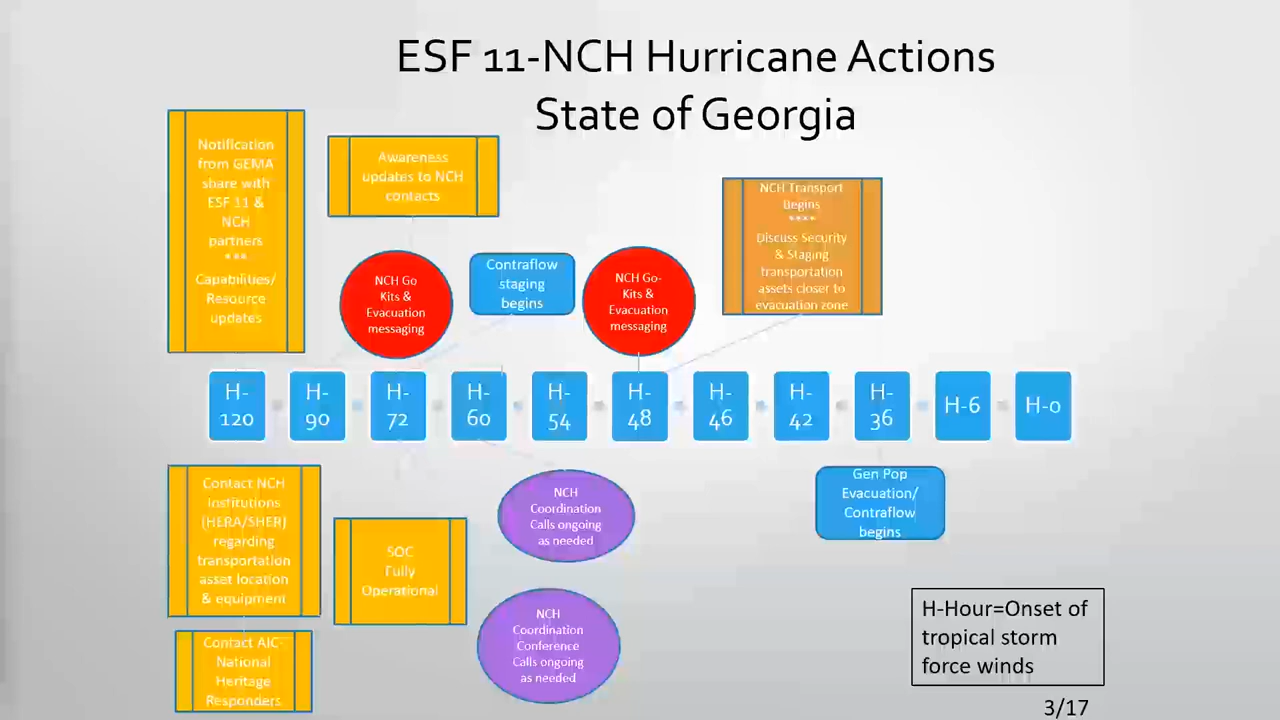 ESF 11-NCH Hurricane Actions
State of Georgia
Notification
from GEMA
share with
ESF 11 &
NCH
partners
***
Capabilities/
Resource
updates
Awareness
updates to NCH
contacts
NCH Go
Kits &
Evacuation
messaging
Contraflow
staging
begins
NCH Go-
Kits &
Evacuation
messaging
NCH Transport
Begins
****
Discuss Security
& Staging
transportation
assets closer to
evacuation zone
H-
120
H-
90
H-
72
H-
60
H-
54
H-
48
H-
46
H-
42
H-
36
H-6
H-0
Contact NCH
institutions
(HERA/SHER)
regarding
transportation
asset location
& equipment
SOC
Fully
Operational
NCH
Coordination
Calls ongoing
as needed
Gen Pop
Evacuation/
Contraflow
begins
Contact AIC-
National
Heritage
Responders
NCH
Coordination
Conference
Calls ongoing
as needed
H-Hour=Onset of
tropical storm
force winds
3/17